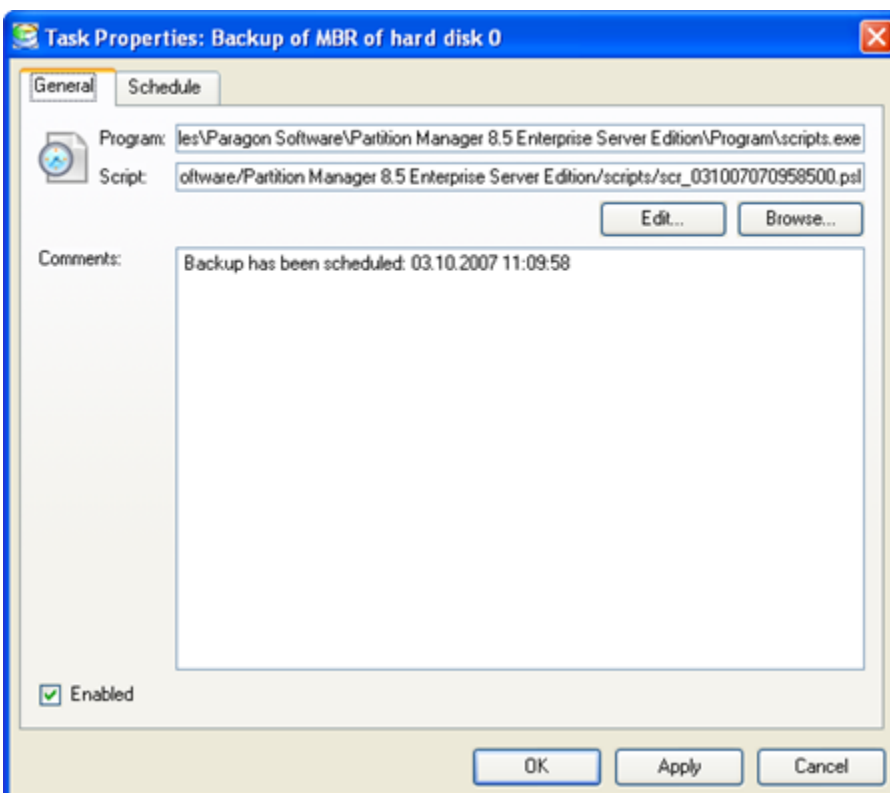 Task Properties: Backup of MBR of hard disk 0
General Schedule
Program: les\Paragon Software\Partition Manager 8.5 Enterprise Server Edition\Program\scripts.exe
Script: oftware/Partition Manager 8.5 Enterprise Server Edition/scripts/scr_031007070958500.psl
Edit... Browse...
Comments: Backup has been scheduled: 03.10.2007 11:09:58
Enabled
OK Apply Cancel